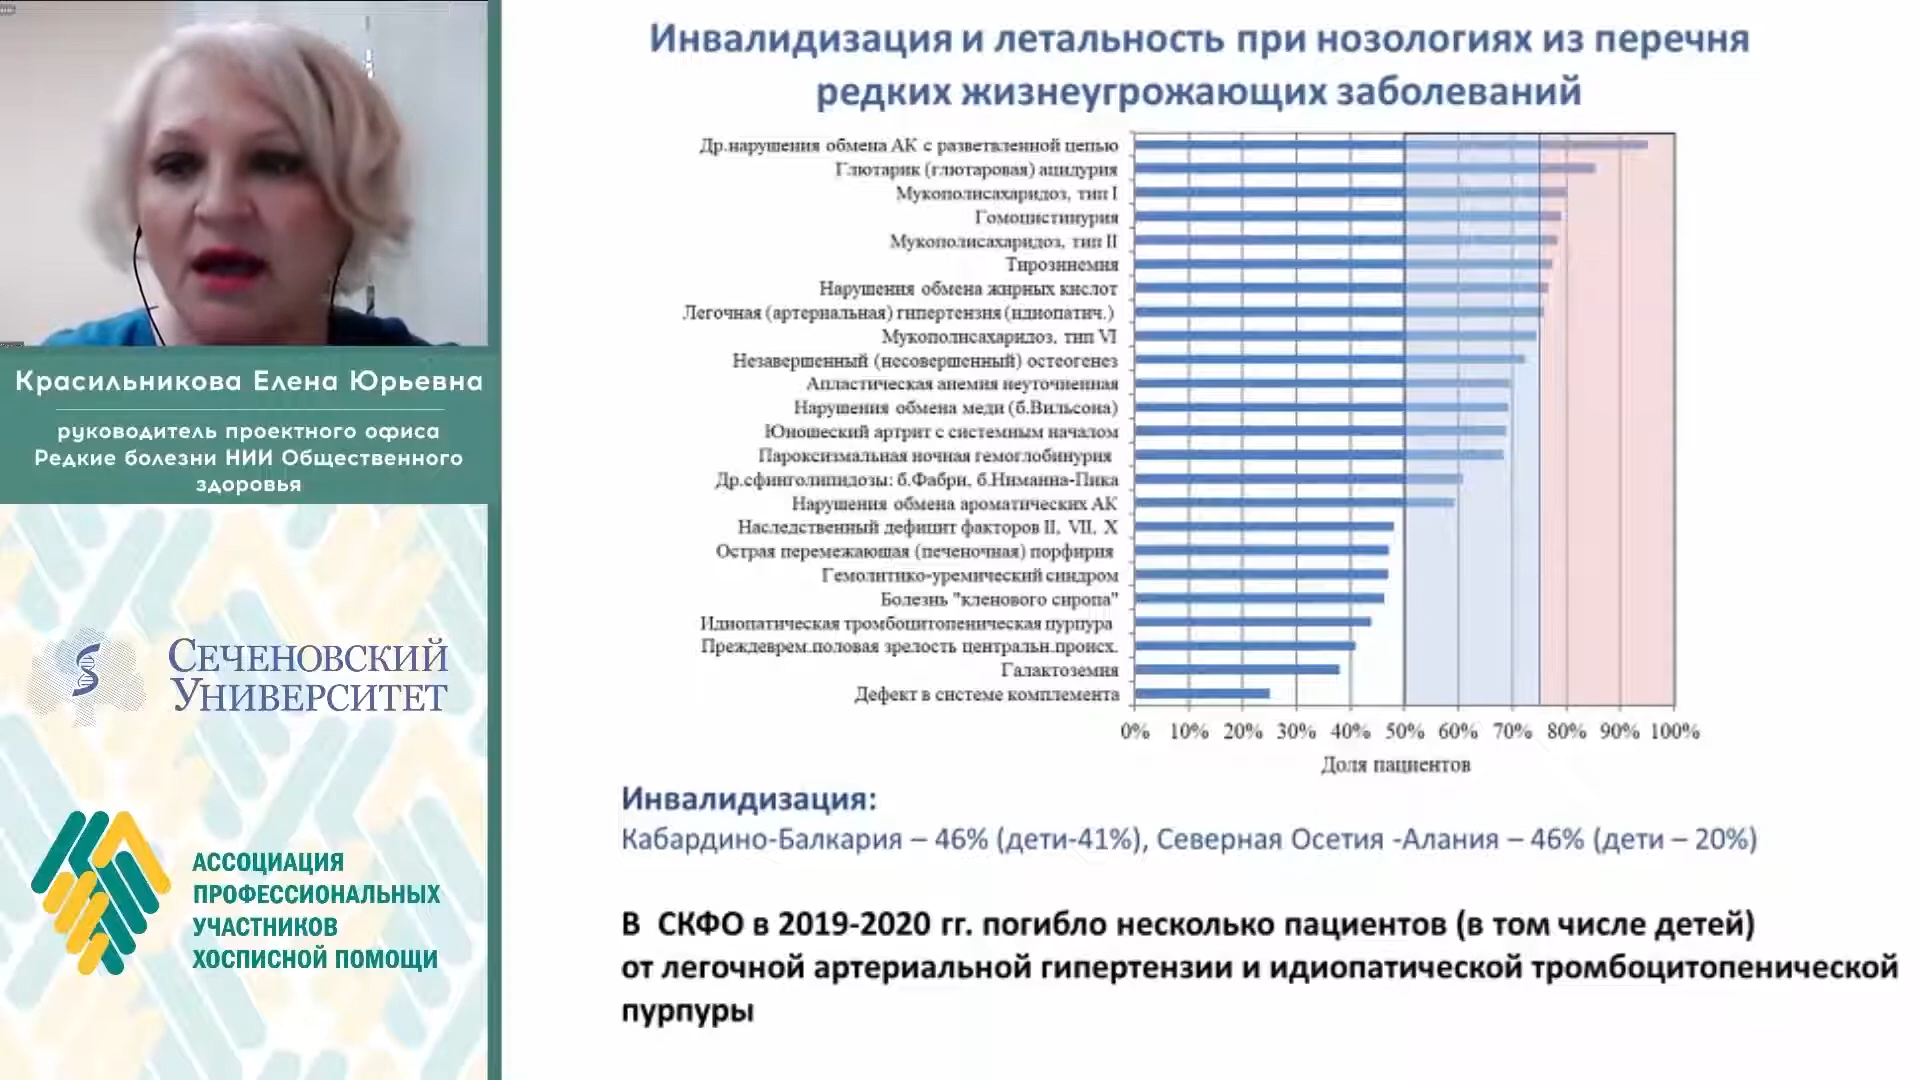 Красильникова Елена Юрьевна
руководитель проектного офиса
Редкие болезни НИИ Общественного
здоровья
СЕЧЕНОВСКИЙ
УНИВЕРСИТЕТ
АССОЦИАЦИЯ
ПРОФЕССИОНАЛЬНЫХ
УЧАСТНИКОВ
ХОСПИСНОЙ ПОМОЩИ
Инвалидизация и летальность при нозологиях из перечня
редких жизнеугрожающих заболеваний
Др.нарушения обмена АК с разветвленной цепью
Глютарик (глютаровая) ацидурия
Мукополисахаридоз, тип I
Гомоцистинурия
Мукополисахаридоз, тип II
Тирозинемия
Нарушения обмена жирных кислот
Легочная (артериальная) гипертензия (идиопатич.)
Мукополисахаридоз, тип VI
Незавершенный (несовершенный) остеогенез
Апластическая анемия неуточненная
Нарушения обмена меди (б.Вильсона)
Юношеский артрит с системным началом
Пароксизмальная ночная гемоглобинурия
Др.сфинголипидозы: б.Фабри, б.Ниманна-Пика
Нарушения обмена ароматических АК
Наследственный дефицит факторов II, VII, X
Острая перемежающая (печеночная) порфирия
Гемолитико-уремический синдром
Болезнь "кленового сиропа"
Идиопатическая тромбоцитопеническая пурпура
Преждеврем.половая зрелость центральн.происх.
Галактоземия
Дефект в системе комплемента
0% 10% 20% 30% 40% 50% 60% 70% 80% 90% 100%
Доля пациентов
Инвалидизация:
Кабардино-Балкария – 46% (дети-41%), Северная Осетия -Алания – 46% (дети – 20%)
В СКФО в 2019-2020 гг. погибло несколько пациентов (в том числе детей)
от легочной артериальной гипертензии и идиопатической тромбоцитопенической
пурпуры